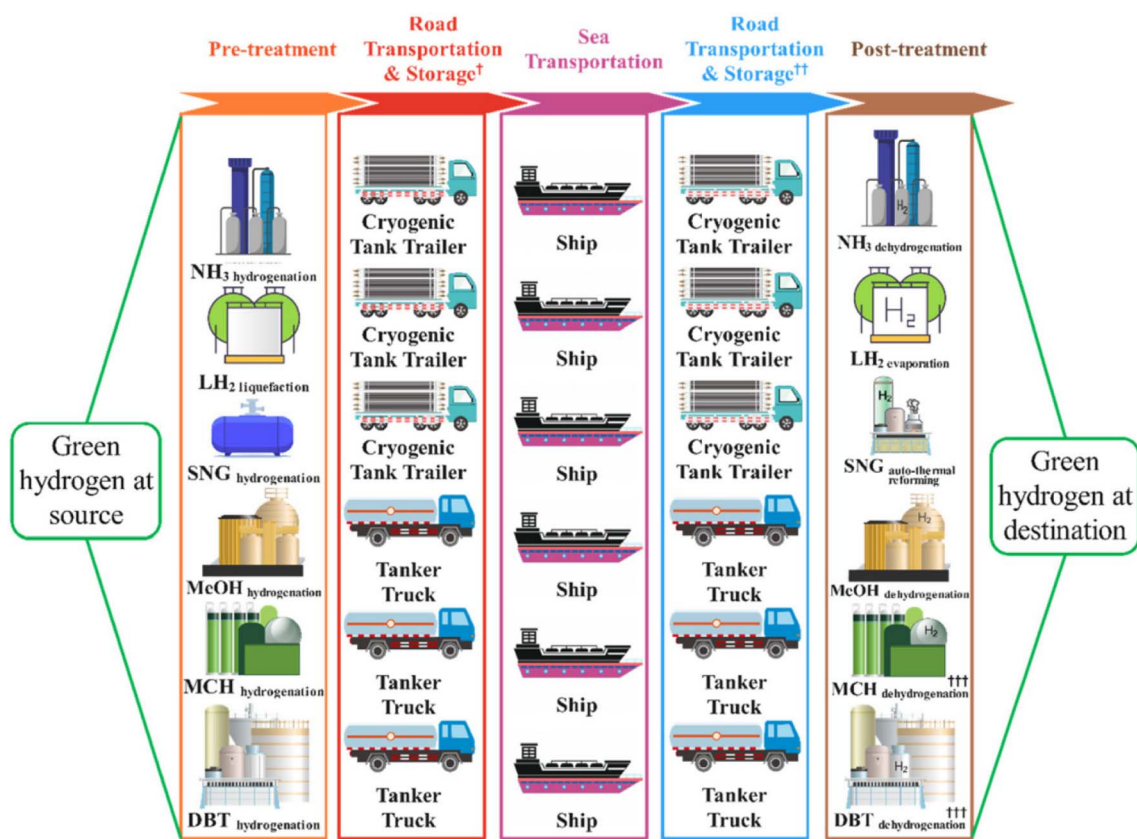 Pre-treatment
Road
Transportation
& Storage†
Sea
Transportation
Road
Transportation
& Storage††
Post-treatment
Green
hydrogen at
source
NH3 hydrogenation
LH2 liquefaction
SNG hydrogenation
MeOH hydrogenation
MCH hydrogenation
DBT hydrogenation
Cryogenic
Tank Trailer
Cryogenic
Tank Trailer
Cryogenic
Tank Trailer
Tanker
Truck
Tanker
Truck
Tanker
Truck
Ship
Ship
Ship
Ship
Ship
Ship
Cryogenic
Tank Trailer
Cryogenic
Tank Trailer
Cryogenic
Tank Trailer
Tanker
Truck
Tanker
Truck
Tanker
Truck
H2
NH3 dehydrogenation
H2
LH2 evaporation
H2
SNG auto-thermal
reforming
H2
MeOH dehydrogenation
H2
MCH dehydrogenation†††
H2
DBT dehydrogenation†††
Green
hydrogen at
destination